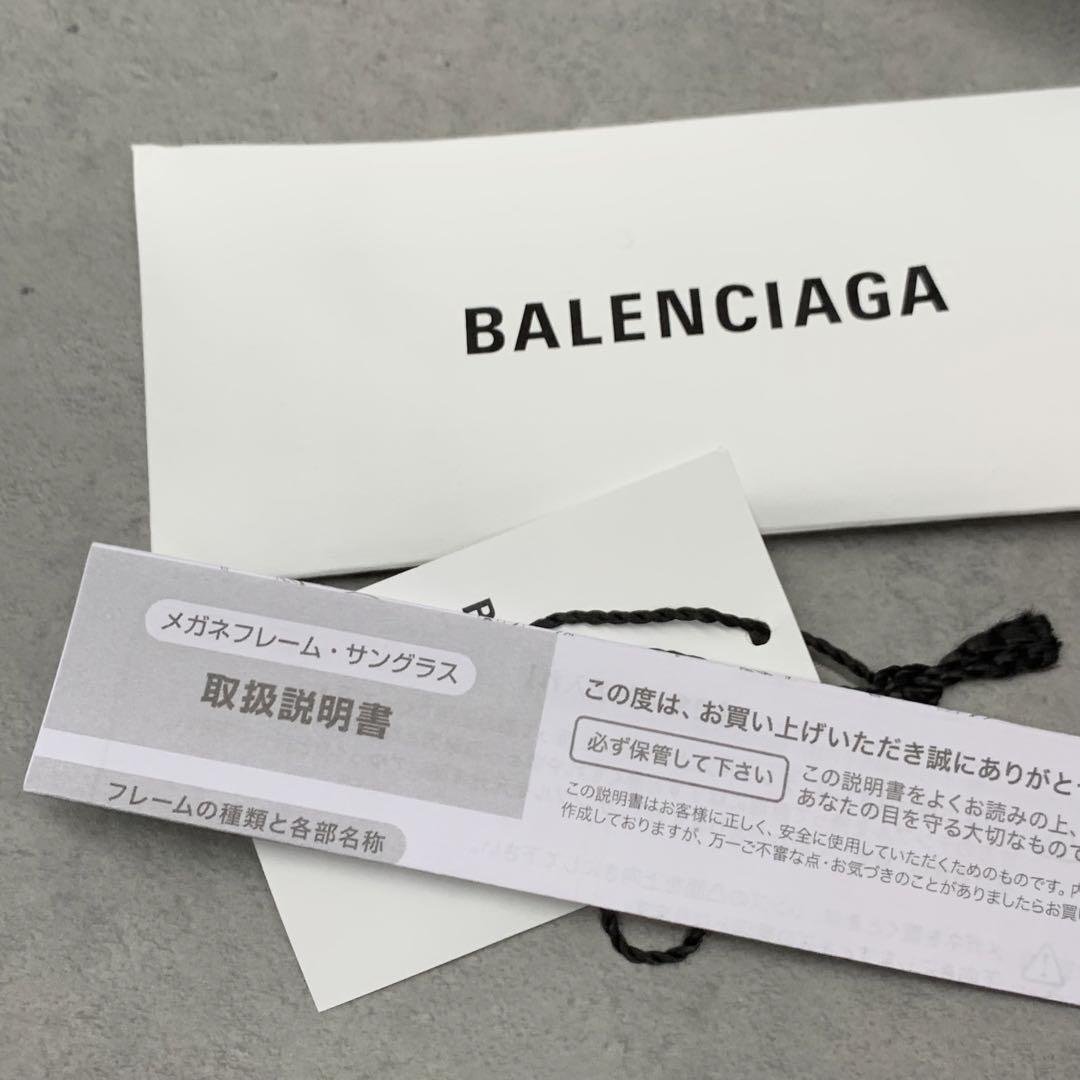 BALENCIAGA
メガネフレーム・サングラス
取扱説明書
フレームの種類と各部名称
この度は、お買い上げいただき誠にありがとう
必ず保管して下さい
この説明書をよくお読みの上、
あなたの目を守る大切なもので
この説明書はお客様に正しく、安全に使用していただくためのものです。内
作成しておりますが、万一ご不審な点・お気づきのことがありましたらお買い